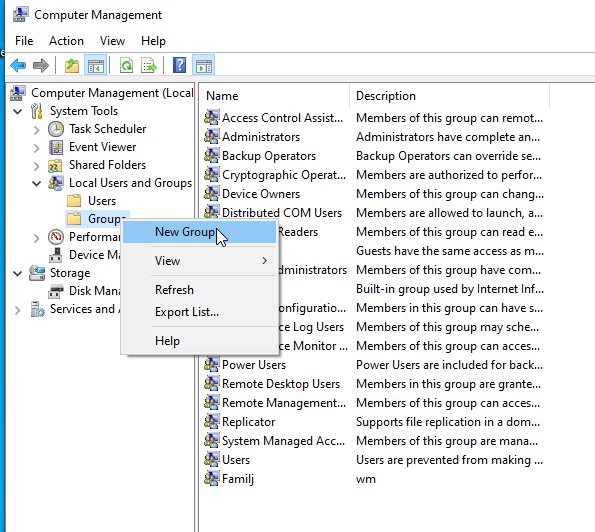 Computer Management
File Action View Help
Computer Management (Local
System Tools
Task Scheduler
Event Viewer
Shared Folders
Local Users and Groups
Users
Groups
Performa
Device Ma
Storage
Disk Mana
Services and A
New Group...
View
Refresh
Export List...
Help
Name Description
Access Control Assist... Members of this group can remot...
Administrators Administrators have complete an...
Backup Operators Backup Operators can override se...
Cryptographic Operat... Members are authorized to perfor...
Device Owners Members of this group can chang...
Distributed COM Users Members are allowed to launch, a...
Readers Members of this group can read e...
Guests have the same access as m...
dministrators Members of this group have com...
Built-in group used by Internet Inf...
onfiguratio... Members in this group can have s...
ce Log Users Members of this group may sche...
ce Monitor ... Members of this group can acces...
Power Users Power Users are included for back...
Remote Desktop Users Members in this group are grante...
Remote Management... Members of this group can acces...
Replicator Supports file replication in a dom...
System Managed Acc... Members of this group are mana...
Users Users are prevented from making ...
Familj wm